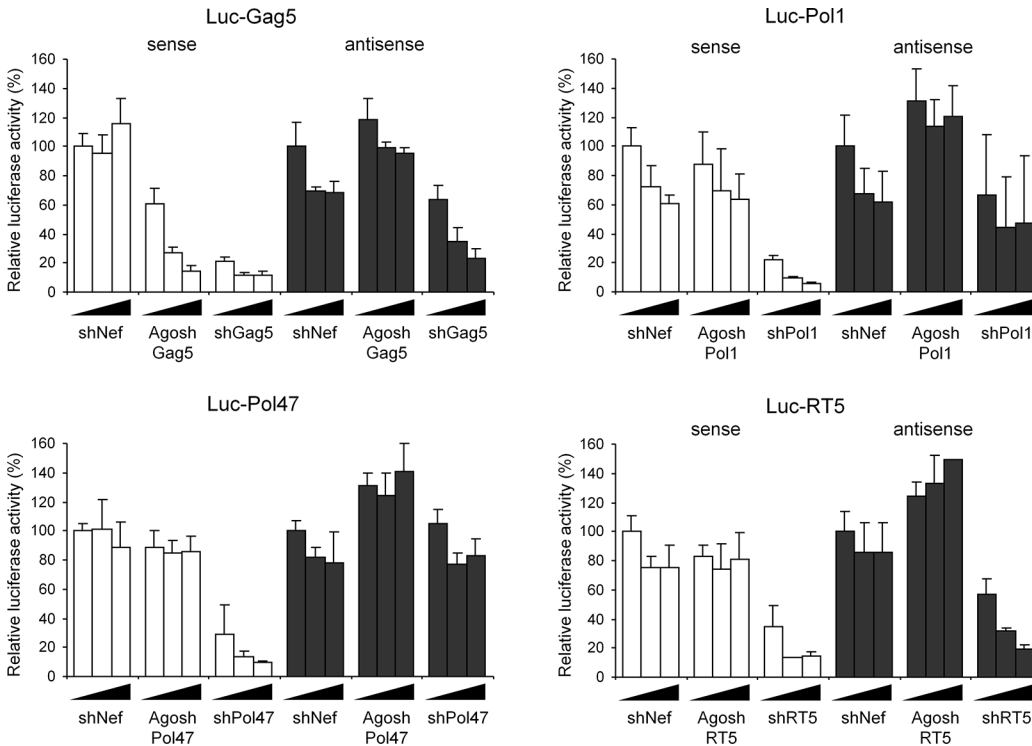 Luc-Gag5
sense antisense
Relative luciferase activity (%)
160
140
120
100
80
60
40
20
0
shNef Agosh Gag5 shGag5 shNef Agosh Gag5 shGag5
Luc-Pol1
sense antisense
Relative luciferase activity (%)
160
140
120
100
80
60
40
20
0
shNef Agosh Pol1 shPol1 shNef Agosh Pol1 shPol1
Luc-Pol47
Relative luciferase activity (%)
160
140
120
100
80
60
40
20
0
shNef Agosh Pol47 shPol47 shNef Agosh Pol47 shPol47
Luc-RT5
sense antisense
Relative luciferase activity (%)
160
140
120
100
80
60
40
20
0
shNef Agosh RT5 shRT5 shNef Agosh RT5 shRT5